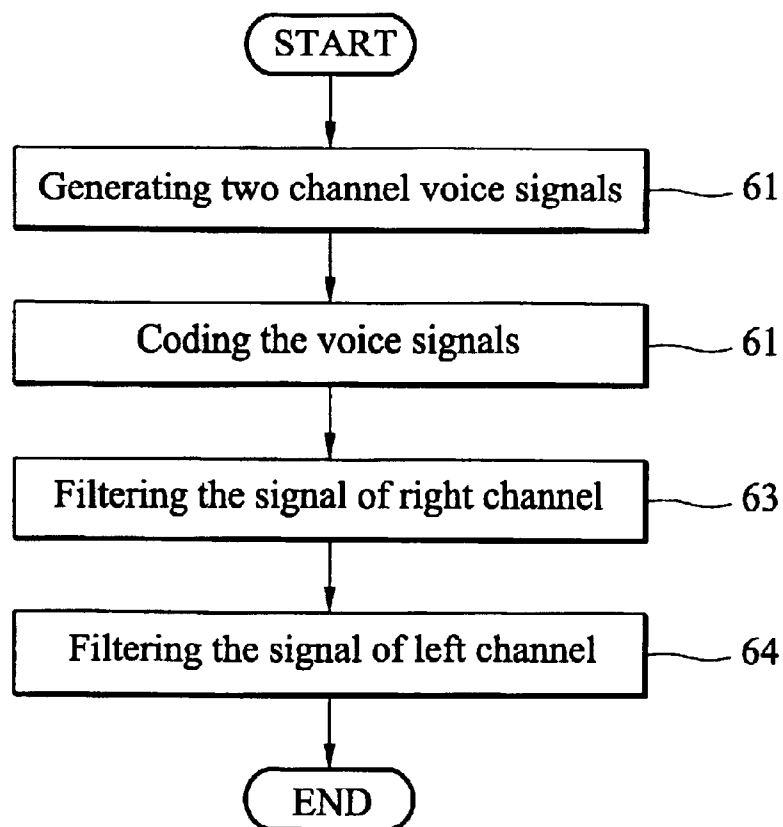 START
Generating two channel voice signals
61
Coding the voice signals
61
Filtering the signal of right channel
63
Filtering the signal of left channel
64
END